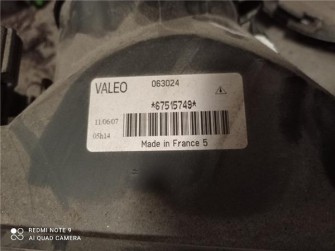 VALEO 063024
*67515749*
11/06/07
05h14
Made in France 5
REDMI NOTE 9
AI QUAD CAMERA